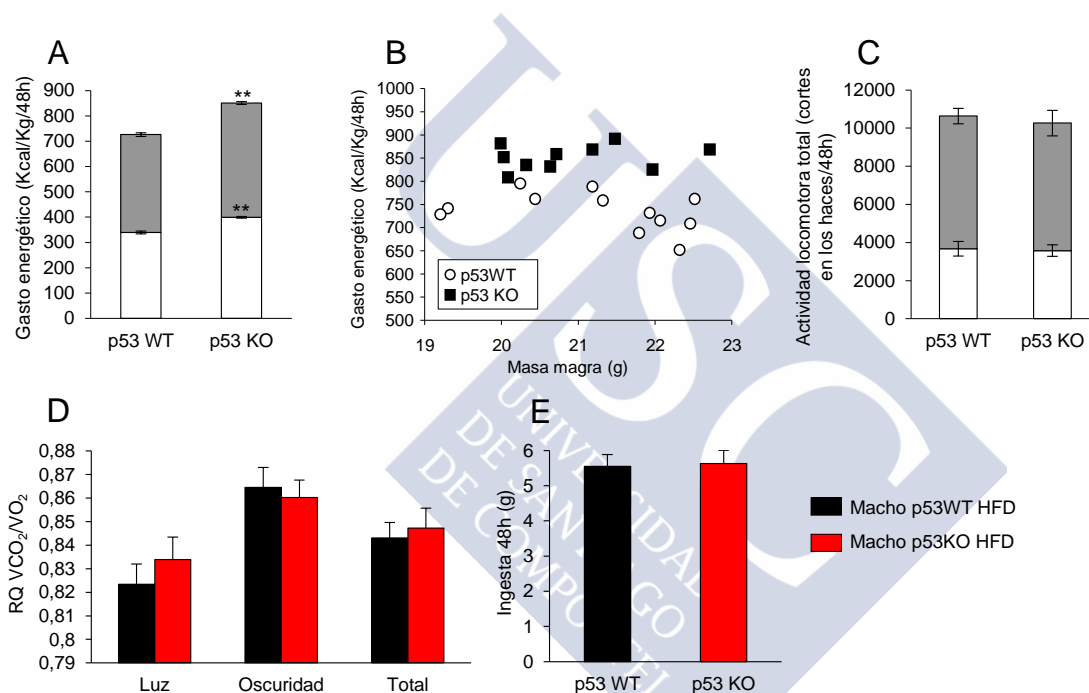 A
Gasto energético (Kcal/Kg/48h)
900
800
700
600
500
400
300
200
100
0
**
**
p53 WT
p53 KO
B
Gasto energético (Kcal/Kg/48h)
1000
950
900
850
800
750
700
650
600
550
500
p53WT
p53 KO
19
20
21
22
23
Masa magra (g)
C
Actividad locomotora total (cortes
en los haces/48h)
12000
10000
8000
6000
4000
2000
0
p53 WT
p53 KO
D
RQ VCO2/VO2
0,88
0,87
0,86
0,85
0,84
0,83
0,82
0,81
0,8
0,79
Luz
Oscuridad
Total
E
Ingesta 48h (g)
6
5
4
3
2
1
0
p53 WT
p53 KO
Macho p53WT HFD
Macho p53KO HFD
USC
UNIVERSIDAD
DE SANTIAGO